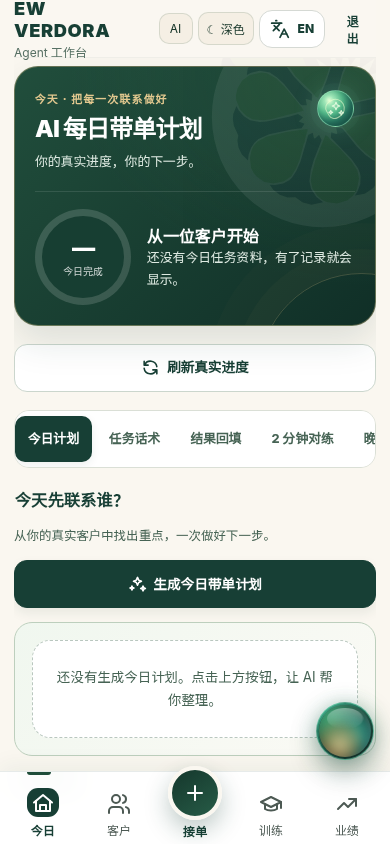 EW
VERDORA
Agent 工作台
AI
深色
EN
退
出
今天 · 把每一次联系做好
AI 每日带单计划
你的真实进度，你的下一步。
—
今日完成
从一位客户开始
还没有今日任务资料，有了记录就会
显示。
刷新真实进度
今日计划
任务话术
结果回填
2 分钟对练
晚
今天先联系谁？
从你的真实客户中找出重点，一次做好下一步。
生成今日带单计划
还没有生成今日计划。点击上方按钮，让 AI 帮
你整理。
今日
客户
接单
训练
业绩